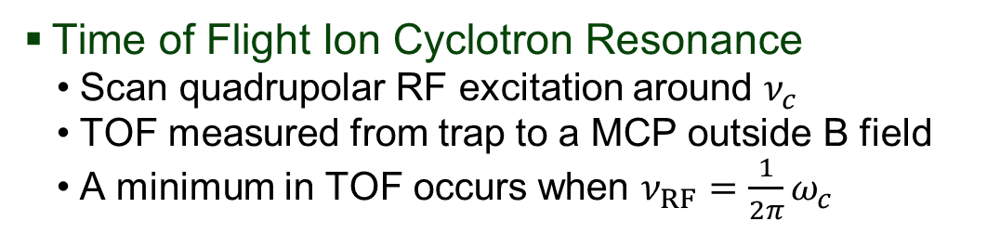 ▪ Time of Flight Ion Cyclotron Resonance
• Scan quadrupolar RF excitation around ν_c
• TOF measured from trap to a MCP outside B field
• A minimum in TOF occurs when ν_RF = 1/2π ω_c